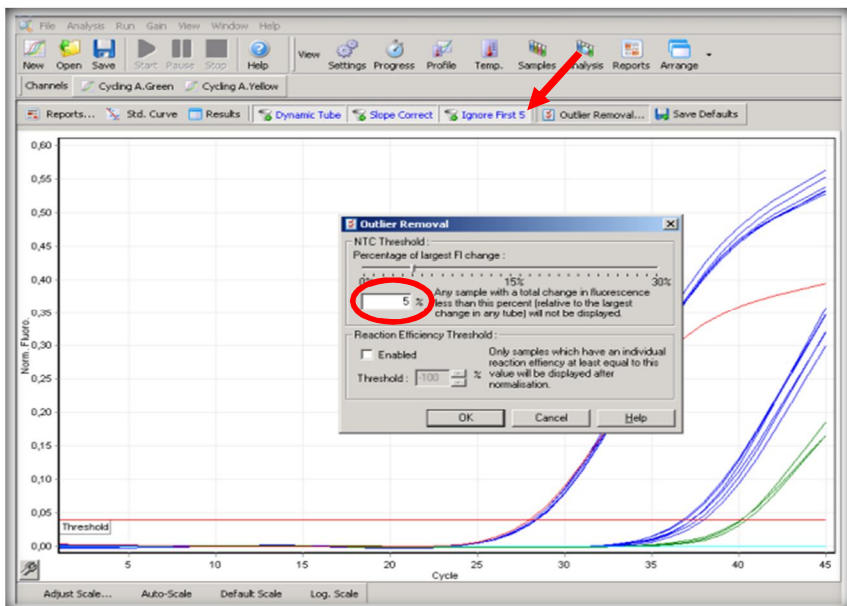 File Analysis Run Gain View Window Help
New Open Save Start Pause Stop Help View Settings Progress Profile Temp. Samples Analysis Reports Arrange
Channels Cycling A.Green Cycling A.Yellow
Reports... Std. Curve Results Dynamic Tube Slope Correct Ignore First 5 Outlier Removal... Save Defaults
0,60
0,55
0,50
0,45
0,40
0,35
0,30
0,25
0,20
0,15
0,10
0,05
0,00
Norm. Fluoro.
Threshold
5 10 15 20 25 30 35 40 45
Cycle
Outlier Removal
NTC Threshold :
Percentage of largest Fl change :
0% 15% 30%
5 %
Any sample with a total change in fluorescence
less than this percent (relative to the largest
change in any tube) will not be displayed.
Reaction Efficiency Threshold :
Enabled
Threshold : -100 %
Only samples which have an individual
reaction effiency at least equal to this
value will be displayed after
normalisation.
OK Cancel Help
Adjust Scale... Auto-Scale Default Scale Log. Scale